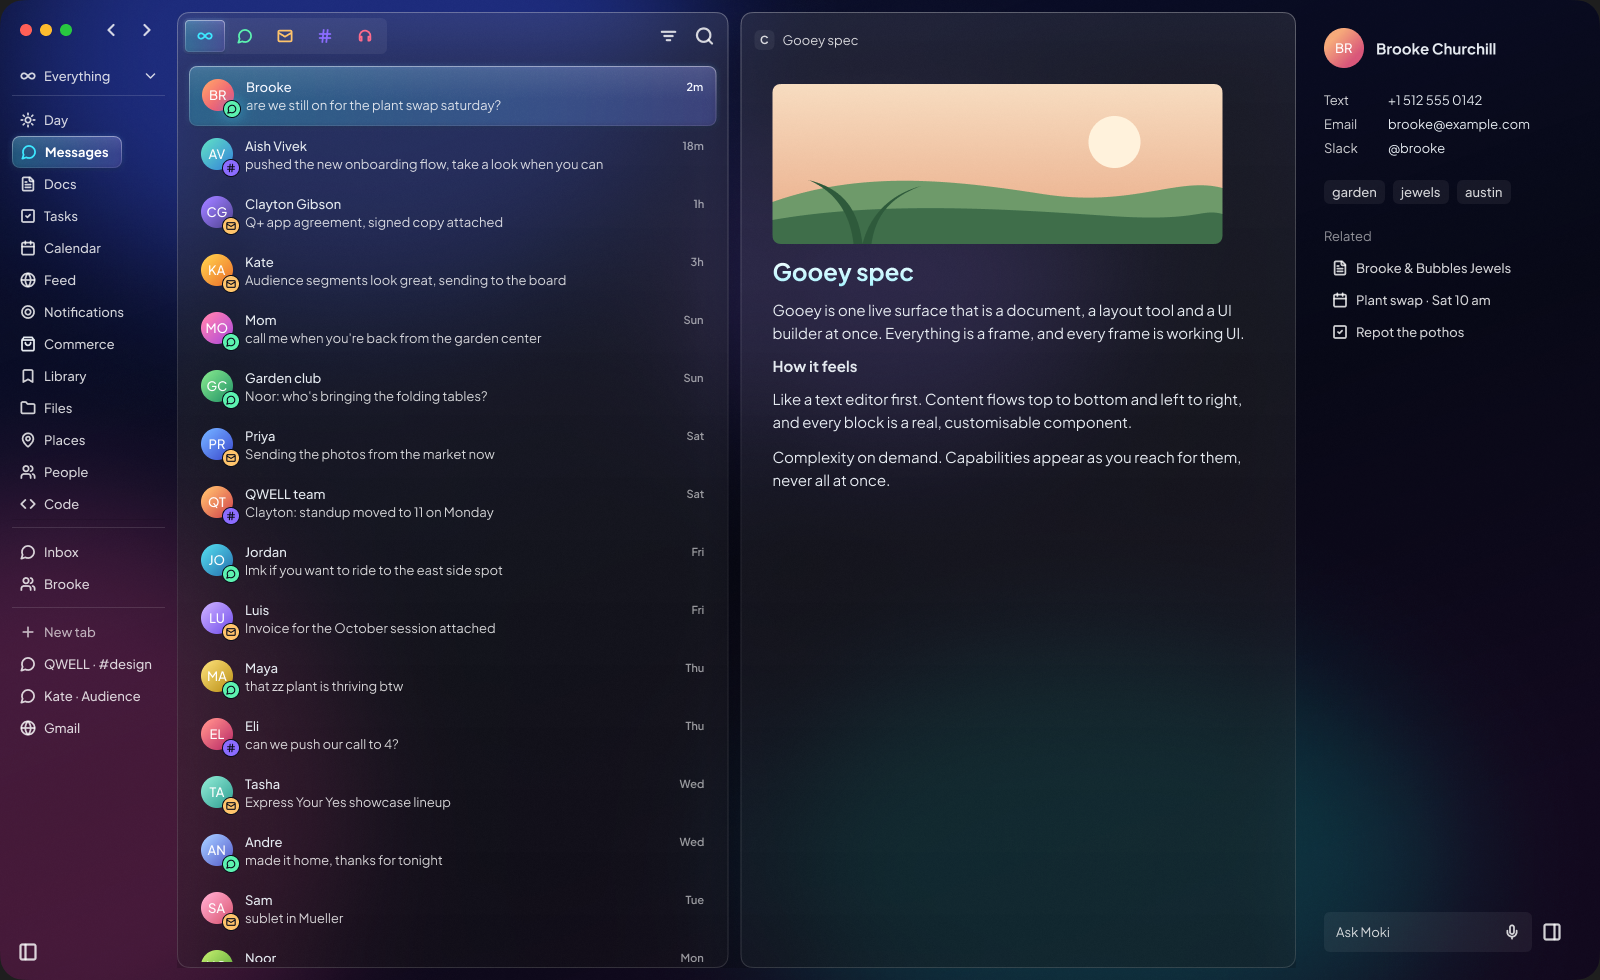 Everything
Day
Messages
Docs
Tasks
Calendar
Feed
Notifications
Commerce
Library
Files
Places
People
Code
Inbox
Brooke
New tab
QWELL · #design
Kate · Audience
Gmail
BR
Brooke
2m
are we still on for the plant swap saturday?
AV
Aish Vivek
18m
pushed the new onboarding flow, take a look when you can
CG
Clayton Gibson
1h
Q+ app agreement, signed copy attached
KA
Kate
3h
Audience segments look great, sending to the board
MO
Mom
Sun
call me when you're back from the garden center
GC
Garden club
Sun
Noor: who's bringing the folding tables?
PR
Priya
Sat
Sending the photos from the market now
QT
QWELL team
Sat
Clayton: standup moved to 11 on Monday
JO
Jordan
Fri
lmk if you want to ride to the east side spot
LU
Luis
Fri
Invoice for the October session attached
MA
Maya
Thu
that zz plant is thriving btw
EL
Eli
Thu
can we push our call to 4?
TA
Tasha
Wed
Express Your Yes showcase lineup
AN
Andre
Wed
made it home, thanks for tonight
SA
Sam
Tue
sublet in Mueller
Noor
Mon
C
Gooey spec
Gooey spec
Gooey is one live surface that is a document, a layout tool and a UI
builder at once. Everything is a frame, and every frame is working UI.
How it feels
Like a text editor first. Content flows top to bottom and left to right,
and every block is a real, customisable component.
Complexity on demand. Capabilities appear as you reach for them,
never all at once.
BR
Brooke Churchill
Text +1 512 555 0142
Email brooke@example.com
Slack @brooke
garden jewels austin
Related
Brooke & Bubbles Jewels
Plant swap · Sat 10 am
Repot the pothos
Ask Moki